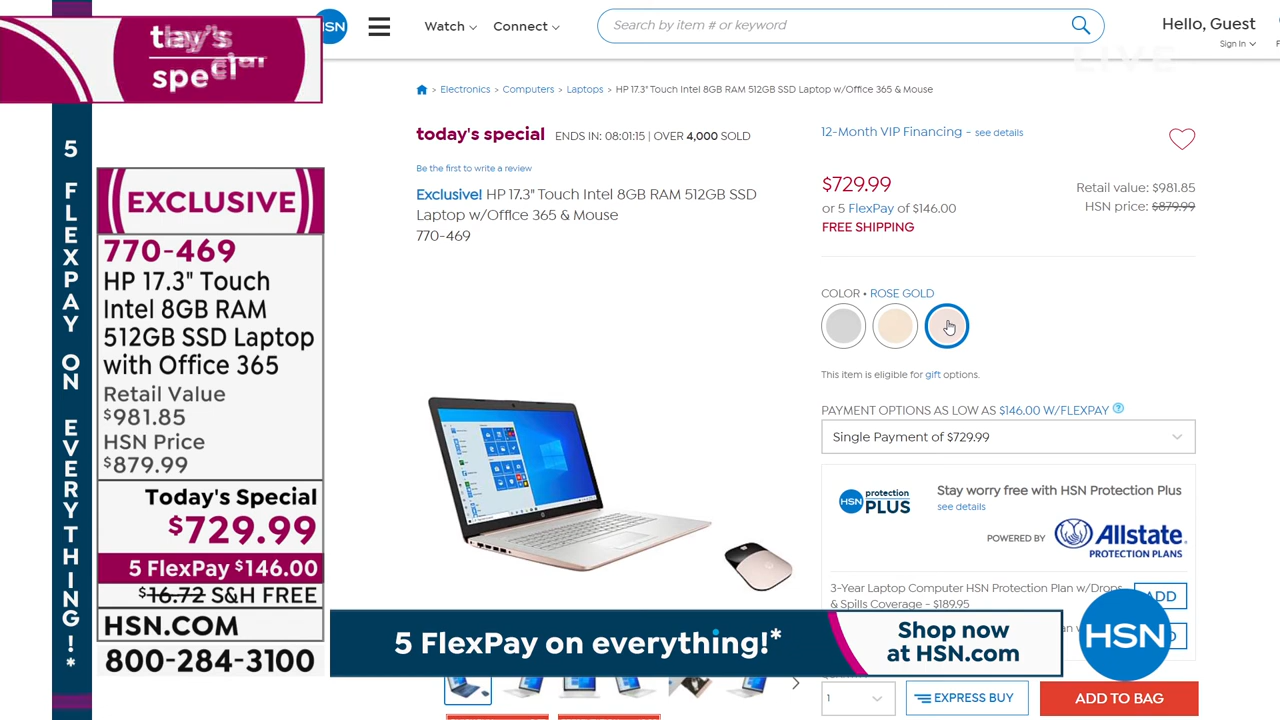 today's
special
5 FLEXPAY ON EVERYTHING!*
EXCLUSIVE
770-469
HP 17.3" Touch
Intel 8GB RAM
512GB SSD Laptop
with Office 365
Retail Value
$981.85
HSN Price
$879.99
Today's Special
$729.99
5 FlexPay $146.00
$16.72 S&H FREE
HSN.COM
800-284-3100
Watch
Connect
Search by item # or keyword
Hello, Guest
Sign In
LIVE
> Electronics > Computers > Laptops > HP 17.3" Touch Intel 8GB RAM 512GB SSD Laptop w/Office 365 & Mouse
today's special ENDS IN: 08:01:15 | OVER 4,000 SOLD
Be the first to write a review
Exclusive! HP 17.3" Touch Intel 8GB RAM 512GB SSD
Laptop w/Office 365 & Mouse
770-469
12-Month VIP Financing - see details
$729.99
or 5 FlexPay of $146.00
FREE SHIPPING
Retail value: $981.85
HSN price: $879.99
COLOR • ROSE GOLD
This item is eligible for gift options.
PAYMENT OPTIONS AS LOW AS $146.00 W/FLEXPAY ?
Single Payment of $729.99
HSN protection PLUS
Stay worry free with HSN Protection Plus
see details
POWERED BY Allstate
PROTECTION PLANS
3-Year Laptop Computer HSN Protection Plan w/Drops
& Spills Coverage - $189.95
ADD
5 FlexPay on everything!*
Shop now
at HSN.com
HSN
1
EXPRESS BUY
ADD TO BAG